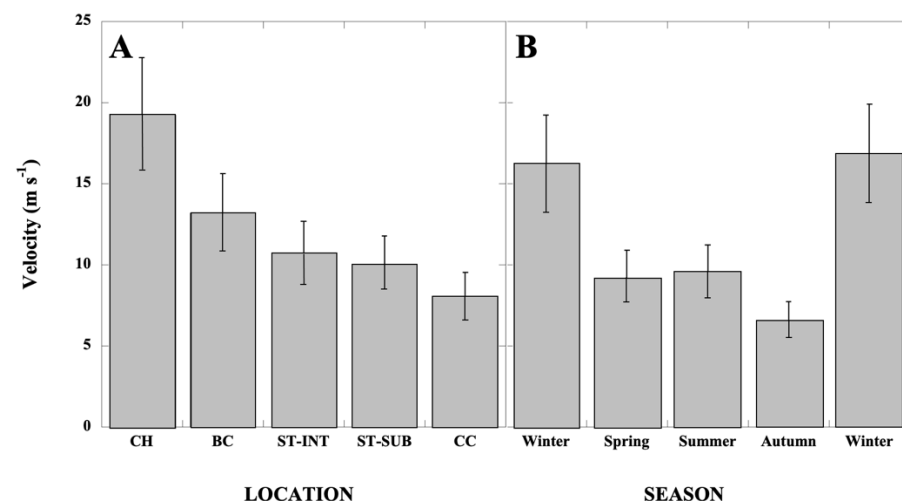 A
B
Velocity (m s⁻¹)
25
20
15
10
5
0
CH BC ST-INT ST-SUB CC Winter Spring Summer Autumn Winter
LOCATION SEASON